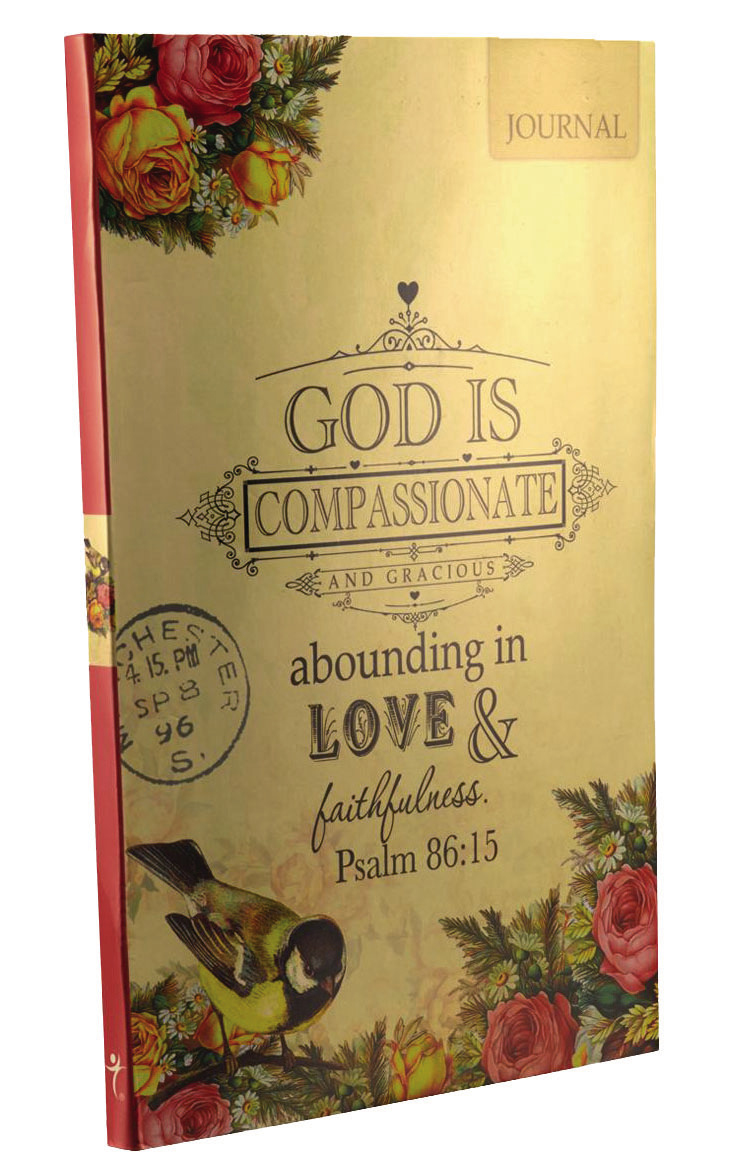 JOURNAL
GOD IS
COMPASSIONATE
AND GRACIOUS
abounding in
LOVE &
faithfulness.
Psalm 86:15
CHESTER
4.15.PM
SP 8
96
S.